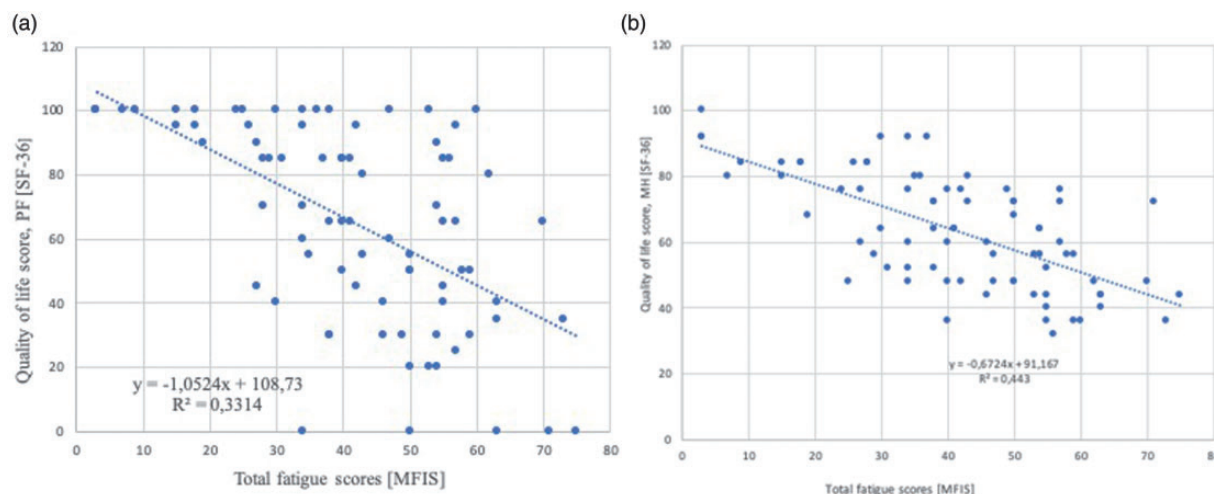 (a)
120
100
80
60
40
20
0
0 10 20 30 40 50 60 70 80
Quality of life score, PF [SF-36]
y = -1,0524x + 108,73
R² = 0,3314
Total fatigue scores [MFIS]
(b)
120
100
80
60
40
20
0
0 10 20 30 40 50 60 70 80
Quality of life score, MH [SF-36]
y = -0,6724x + 91,167
R² = 0,443
Total fatigue scores [MFIS]